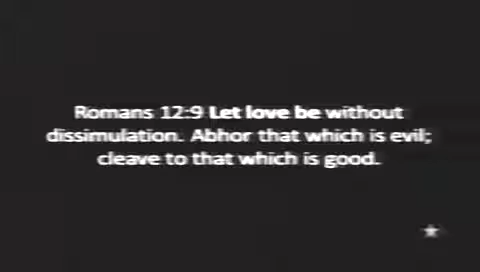 Romans 12:9 Let love be without
dissimulation. Abhor that which is evil;
cleave to that which is good.